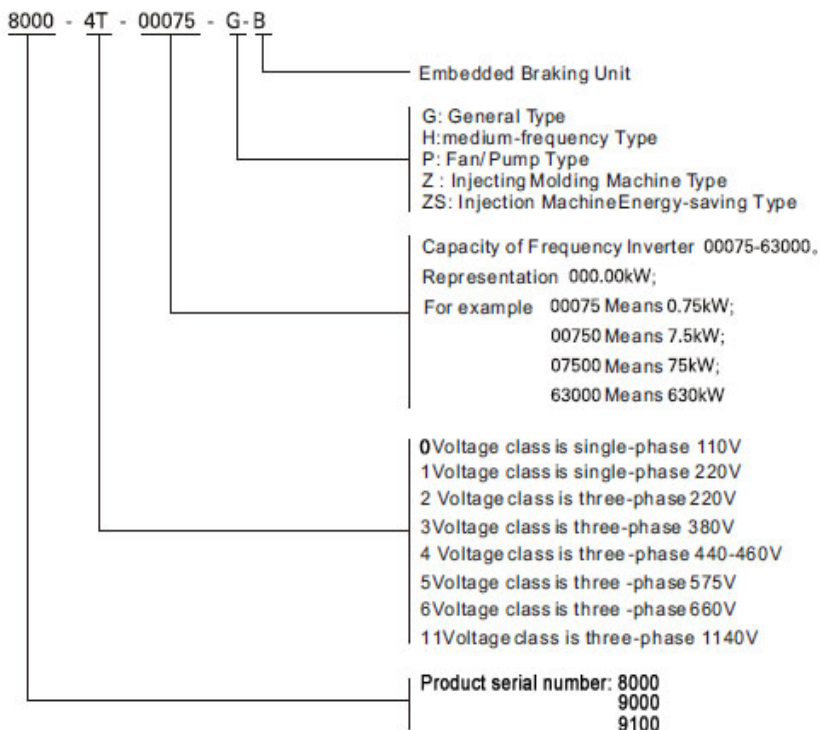 8000 - 4T - 00075 - G-B
Embedded Braking Unit
G: General Type
H:medium-frequency Type
P: Fan/Pump Type
Z : Injecting Molding Machine Type
ZS: Injection MachineEnergy-saving Type
Capacity of Frequency Inverter 00075-63000。
Representation 000.00kW;
For example 00075 Means 0.75kW;
00750 Means 7.5kW;
07500 Means 75kW;
63000 Means 630kW
0Voltage class is single-phase 110V
1Voltage class is single-phase 220V
2 Voltage class is three-phase 220V
3Voltage class is three-phase 380V
4 Voltage class is three-phase 440-460V
5Voltage class is three -phase 575V
6Voltage class is three -phase 660V
11Voltage class is three-phase 1140V
Product serial number: 8000
9000
9100